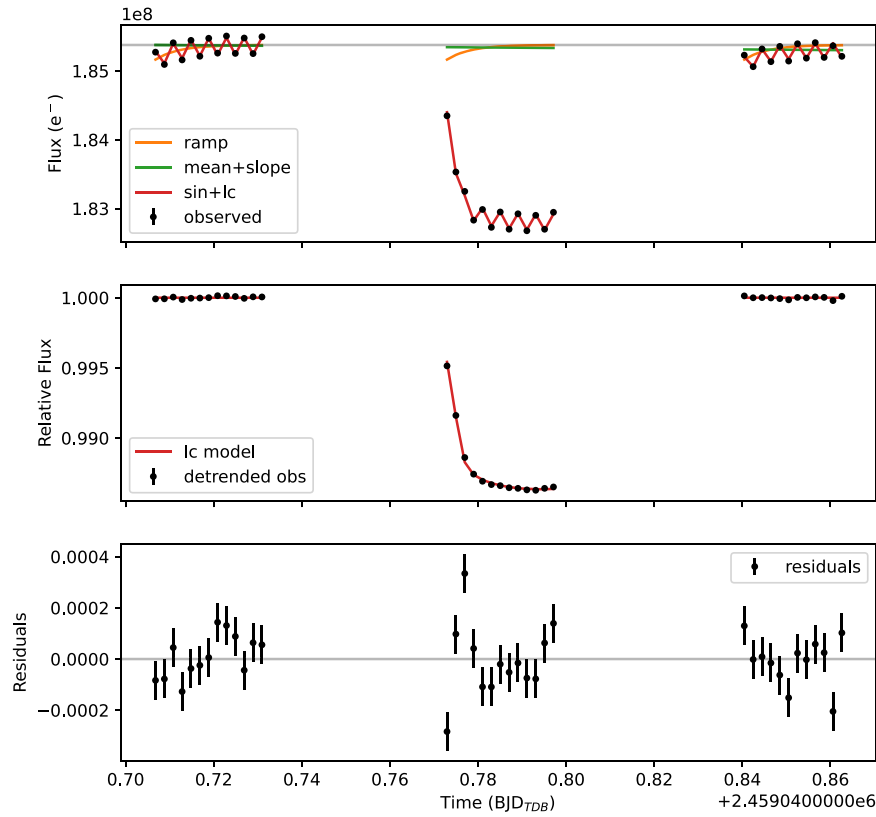 1e8
1.85
1.84
1.83
Flux (e⁻)
ramp
mean+slope
sin+lc
observed
1.000
0.995
0.990
Relative Flux
lc model
detrended obs
0.0004
0.0002
0.0000
−0.0002
Residuals
residuals
0.70 0.72 0.74 0.76 0.78 0.80 0.82 0.84 0.86
Time (BJD_TDB)
+2.4590400000e6